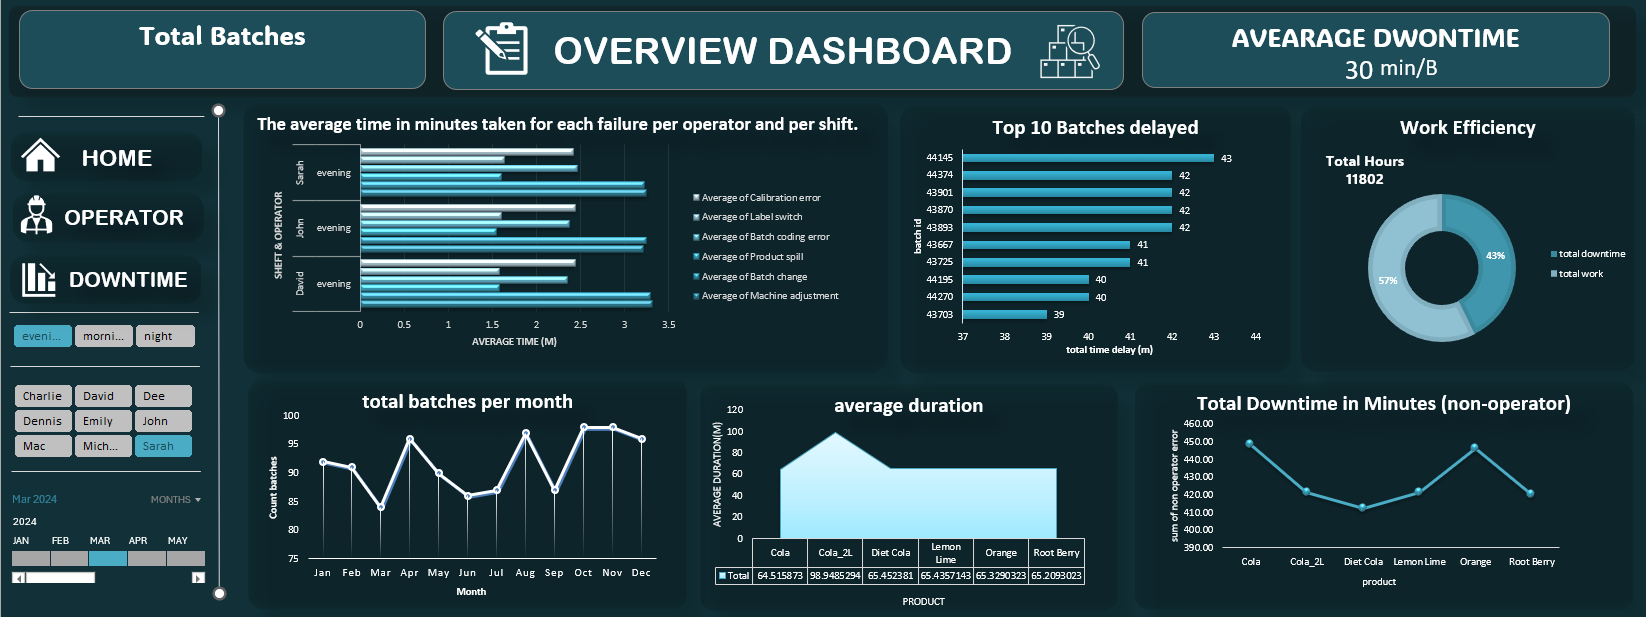 Total Batches
OVERVIEW DASHBOARD
AVEARAGE DWONTIME
30 min/B
HOME
OPERATOR
DOWNTIME
eveni...
morni...
night
Charlie
David
Dee
Dennis
Emily
John
Mac
Mich...
Sarah
Mar 2024
MONTHS
2024
JAN
FEB
MAR
APR
MAY
The average time in minutes taken for each failure per operator and per shift.
SHEFT & OPERATOR
Sarah
evening
John
evening
David
evening
0 0.5 1 1.5 2 2.5 3 3.5
AVERAGE TIME (M)
Average of Calibration error
Average of Label switch
Average of Batch coding error
Average of Product spill
Average of Batch change
Average of Machine adjustment
Top 10 Batches delayed
batch id
44145 43
44374 42
43901 42
43870 42
43893 42
43667 41
43725 41
44195 40
44270 40
43703 39
37 38 39 40 41 42 43 44
total time delay (m)
Work Efficiency
Total Hours
11802
43%
57%
total downtime
total work
total batches per month
Count batches
100
95
90
85
80
75
Jan Feb Mar Apr May Jun Jul Aug Sep Oct Nov Dec
Month
average duration
AVERAGE DURATION(M)
120
100
80
60
40
20
0
Cola Cola_2L Diet Cola Lemon Lime Orange Root Berry
Total 64.515873 98.9485294 65.452381 65.4357143 65.3290323 65.2093023
PRODUCT
Total Downtime in Minutes (non-operator)
sum of non operator error
460.00
450.00
440.00
430.00
420.00
410.00
400.00
390.00
Cola Cola_2L Diet Cola Lemon Lime Orange Root Berry
product